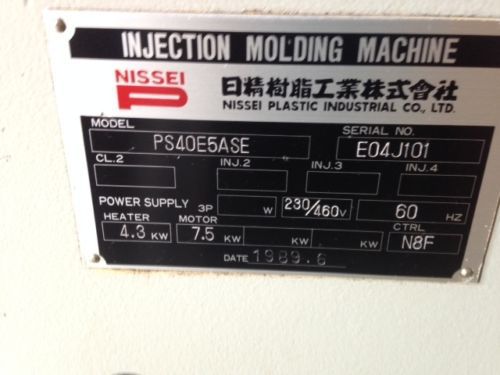 INJECTION MOLDING MACHINE
NISSEI
日精樹脂工業株式會社
NISSEI PLASTIC INDUSTRIAL CO., LTD.
MODEL PS40E5ASE SERIAL NO. E04J101
CL.2 INJ.2 INJ.3 INJ.4
POWER SUPPLY 3P W 230/460V 60 HZ
HEATER 4.3 KW MOTOR 7.5 KW KW KW CTRL N8F
DATE 1989.6